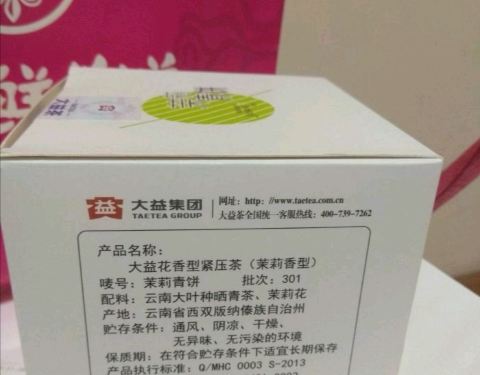 益
大益集团
TAETEA GROUP
网址: http: //www.taetea.com.cn
大益茶全国统一客服热线: 400-739-7262
产品名称:
大益花香型紧压茶（茉莉香型）
唛号: 茉莉青饼 批次: 301
配料: 云南大叶种晒青茶、茉莉花
产地: 云南省西双版纳傣族自治州
贮存条件: 通风、阴凉、干燥、
无异味、无污染的环境
保质期: 在符合贮存条件下适宜长期保存
产品执行标准: Q/MHC 0003 S-2013